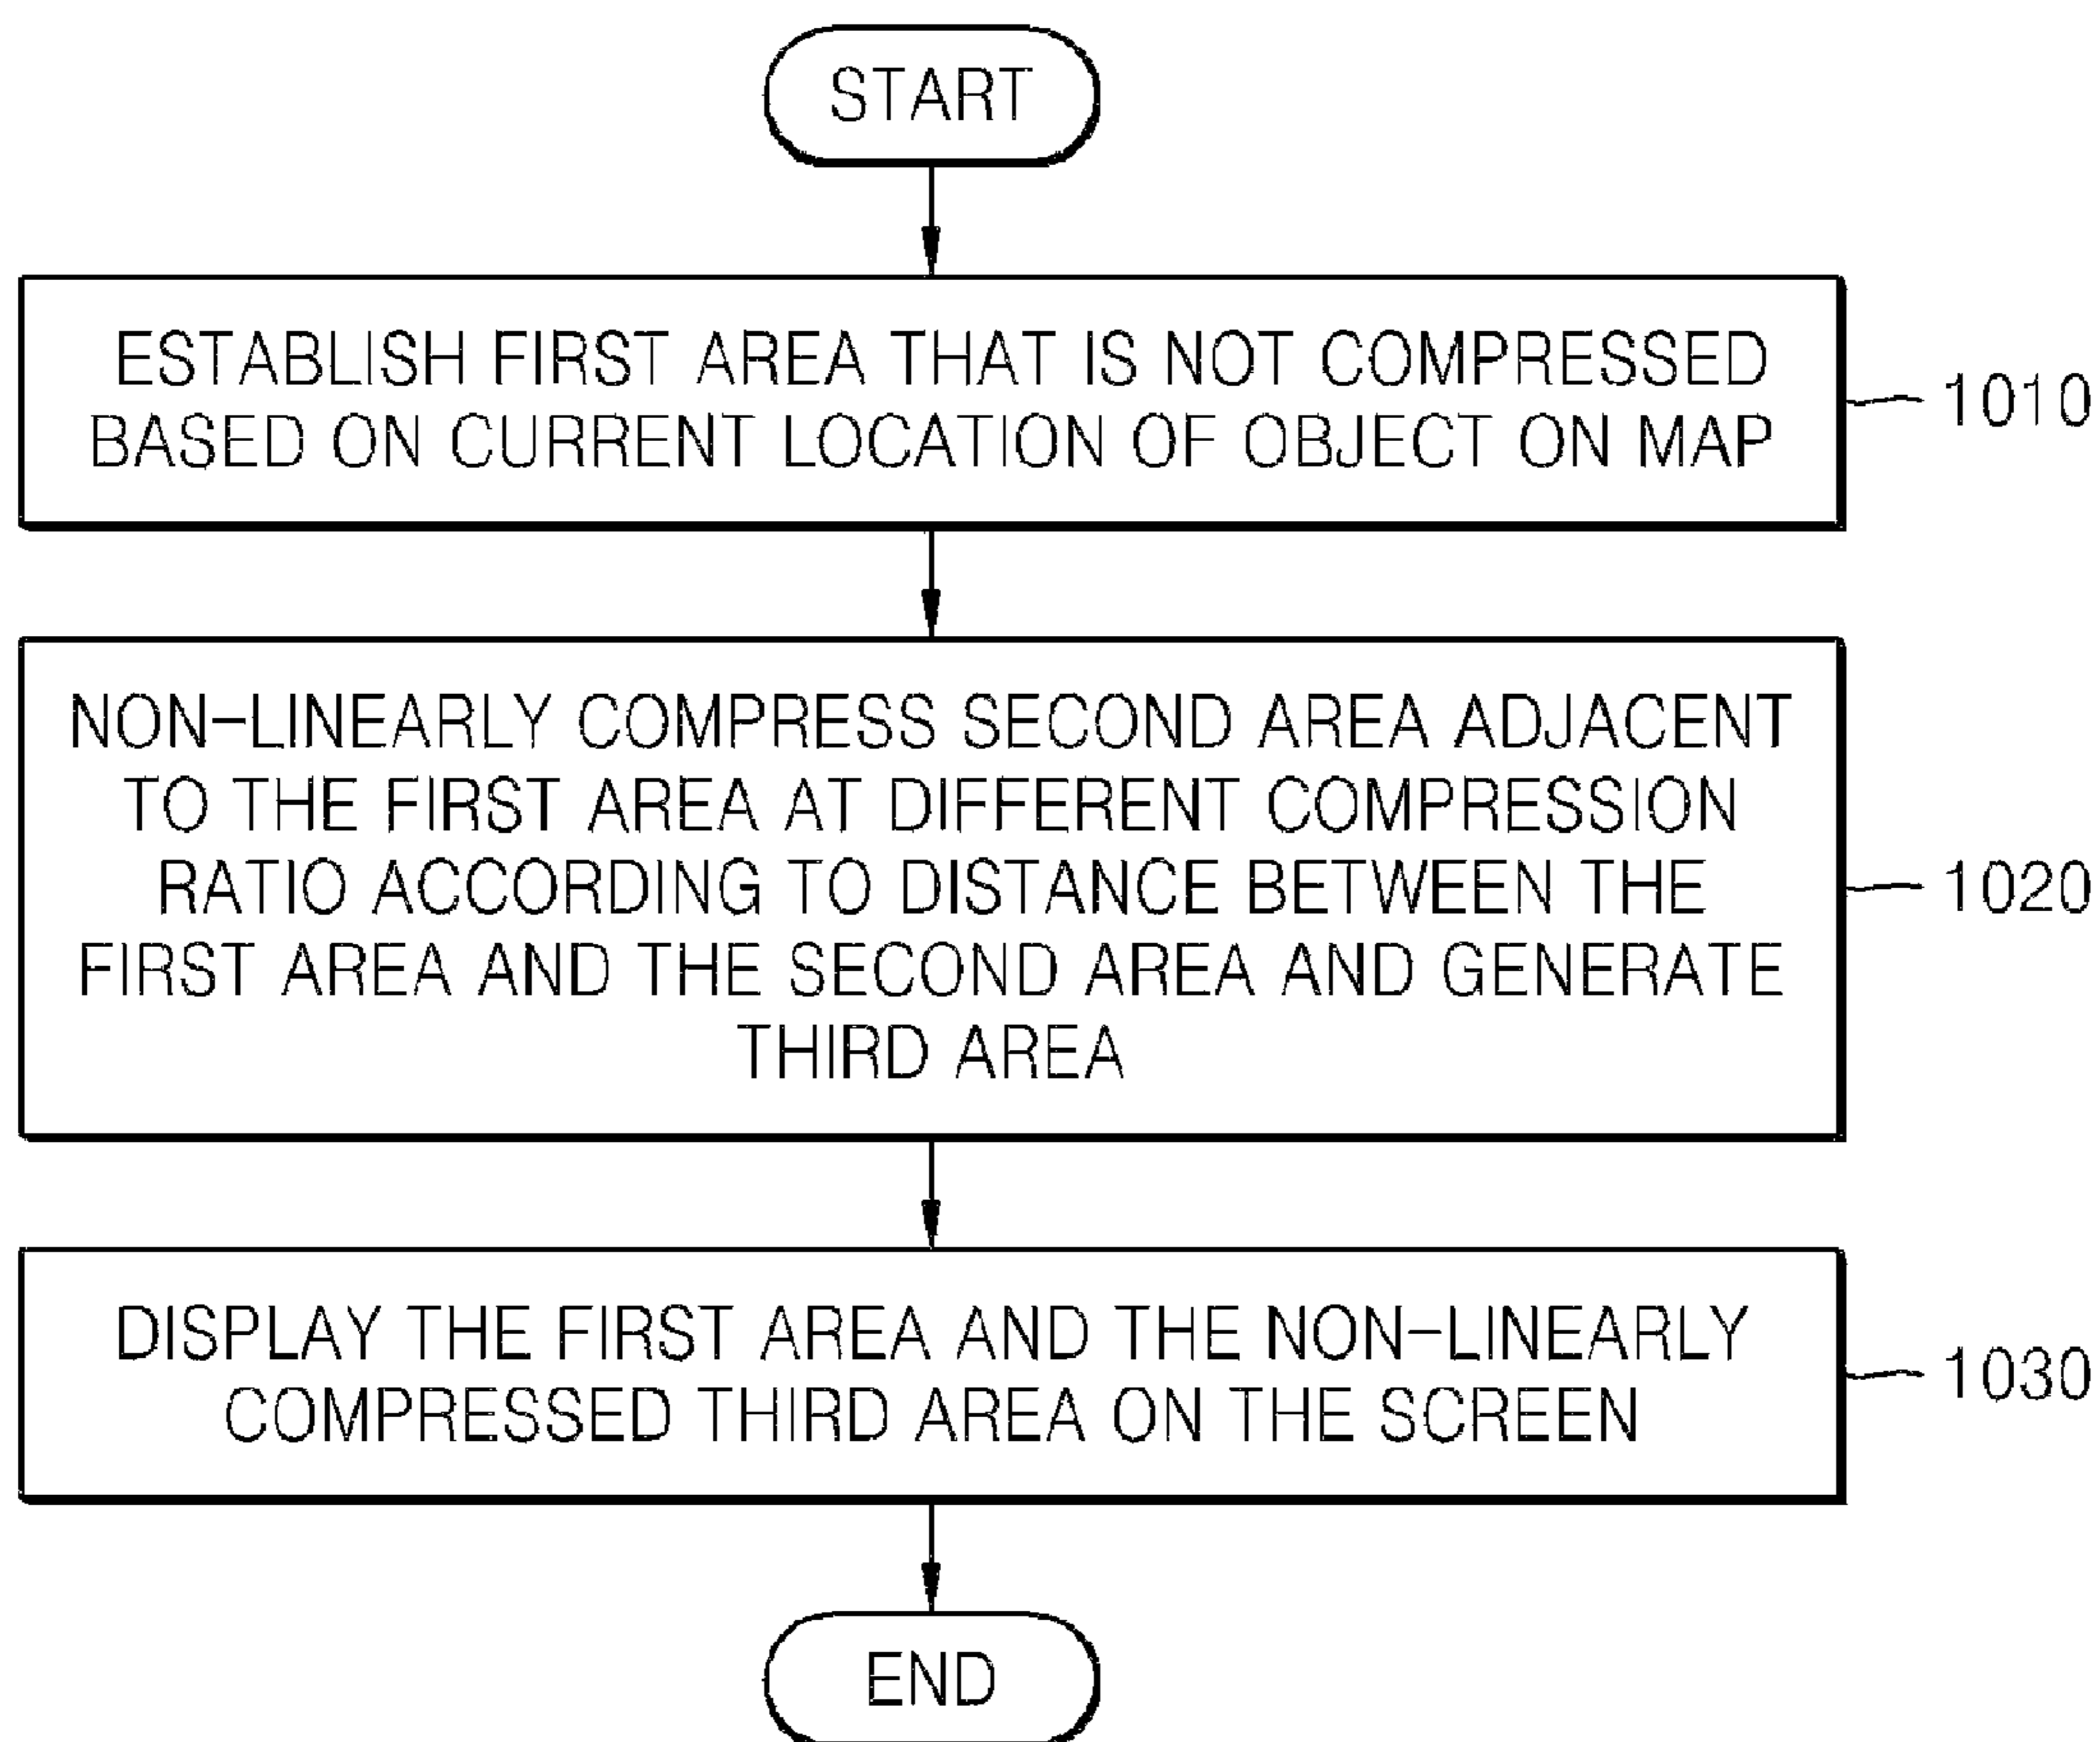 START
ESTABLISH FIRST AREA THAT IS NOT COMPRESSED
BASED ON CURRENT LOCATION OF OBJECT ON MAP
1010
NON-LINEARLY COMPRESS SECOND AREA ADJACENT
TO THE FIRST AREA AT DIFFERENT COMPRESSION
RATIO ACCORDING TO DISTANCE BETWEEN THE
FIRST AREA AND THE SECOND AREA AND GENERATE
THIRD AREA
1020
DISPLAY THE FIRST AREA AND THE NON-LINEARLY
COMPRESSED THIRD AREA ON THE SCREEN
1030
END